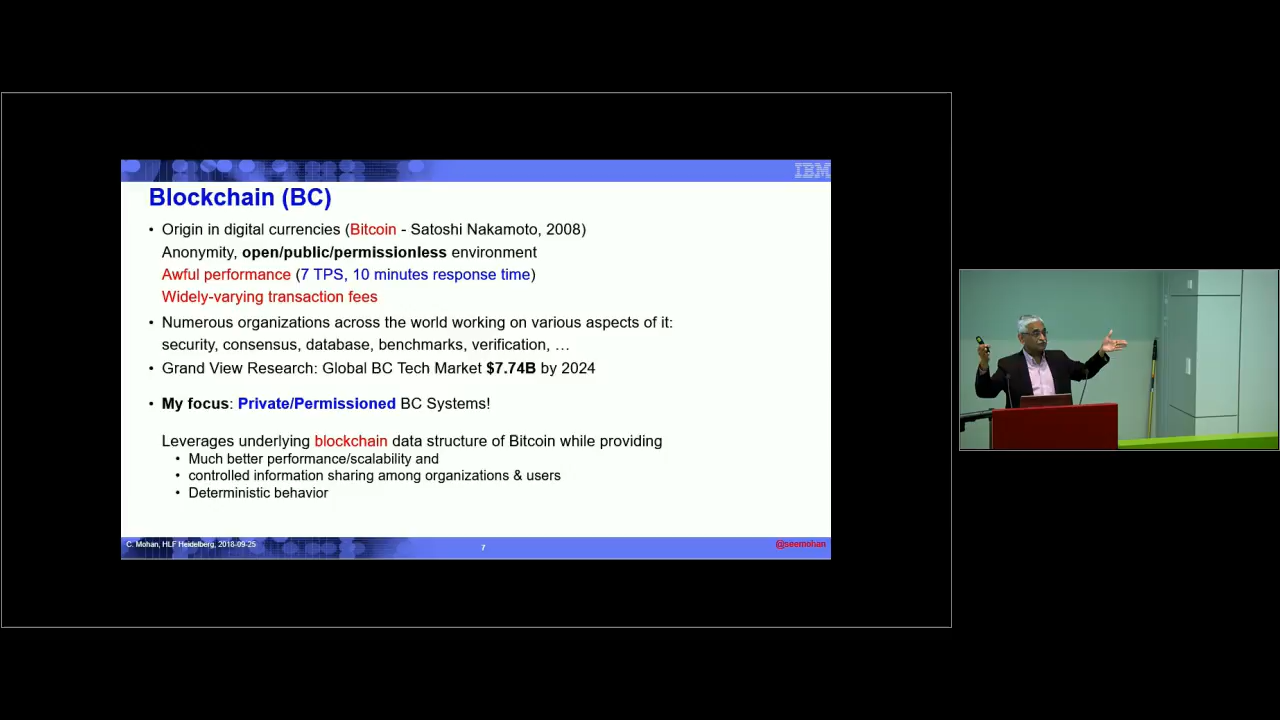 IBM
Blockchain (BC)
• Origin in digital currencies (Bitcoin - Satoshi Nakamoto, 2008)
Anonymity, open/public/permissionless environment
Awful performance (7 TPS, 10 minutes response time)
Widely-varying transaction fees
• Numerous organizations across the world working on various aspects of it:
security, consensus, database, benchmarks, verification, …
• Grand View Research: Global BC Tech Market $7.74B by 2024
• My focus: Private/Permissioned BC Systems!
Leverages underlying blockchain data structure of Bitcoin while providing
• Much better performance/scalability and
• controlled information sharing among organizations & users
• Deterministic behavior
C. Mohan, HLF Heidelberg, 2018-09-25
7
@seemohan